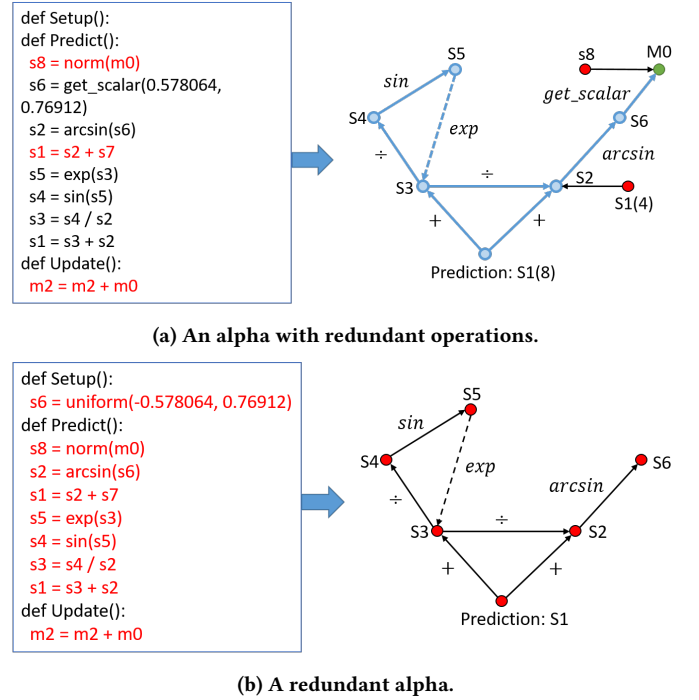 def Setup():
def Predict():
s8 = norm(m0)
s6 = get_scalar(0.578064,
0.76912)
s2 = arcsin(s6)
s1 = s2 + s7
s5 = exp(s3)
s4 = sin(s5)
s3 = s4 / s2
s1 = s3 + s2
def Update():
m2 = m2 + m0
S5
s8
M0
sin
get_scalar
S4
exp
S6
÷
arcsin
S3
÷
S2
S1(4)
+
+
Prediction: S1(8)
(a) An alpha with redundant operations.
def Setup():
s6 = uniform(-0.578064, 0.76912)
def Predict():
s8 = norm(m0)
s2 = arcsin(s6)
s1 = s2 + s7
s5 = exp(s3)
s4 = sin(s5)
s3 = s4 / s2
s1 = s3 + s2
def Update():
m2 = m2 + m0
S5
sin
S4
exp
S6
arcsin
÷
S3
÷
S2
+
+
Prediction: S1
(b) A redundant alpha.